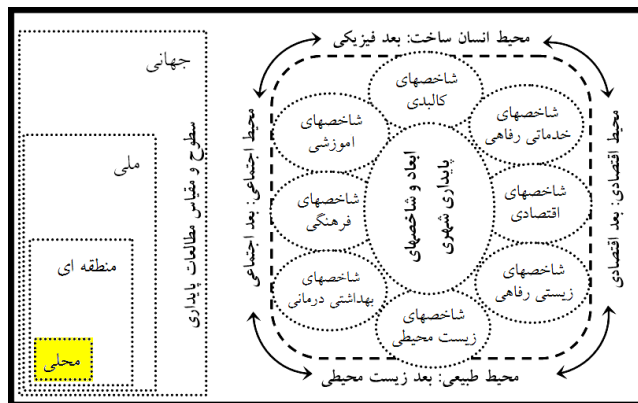 محیط انسان ساخت: بعد فیزیکی
شاخصهای
کالبدی
شاخصهای
خدماتی رفاهی
شاخصهای
اقتصادی
شاخصهای
زیستی رفاهی
شاخصهای
زیست محیطی
شاخصهای
بهداشتی درمانی
شاخصهای
فرهنگی
شاخصهای
اموزشی
ابعاد و شاخصهای
پایداری شهری
محیط اقتصادی: بعد اقتصادی
محیط اجتماعی: بعد اجتماعی
محیط طبیعی: بعد زیست محیطی
سطوح و مقیاس مطالعات پایداری
جهانی
ملی
منطقه ای
محلی